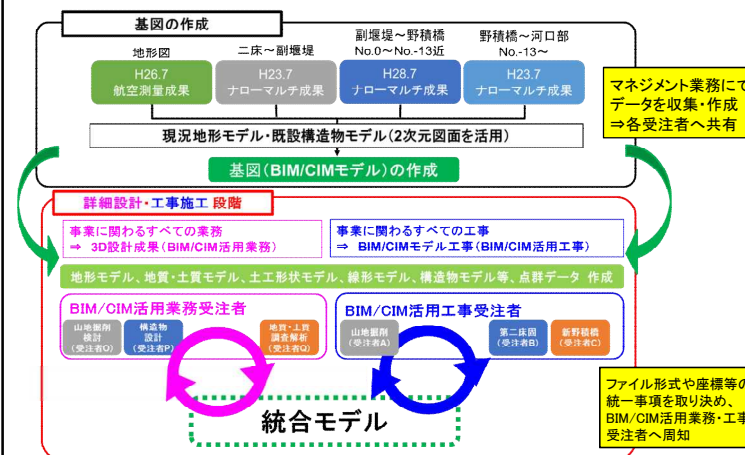 基図の作成
地形図
二床～副堰堤
副堰堤～野積橋
No.0～No.-13近
野積橋～河口部
No.-13～
H26.7
航空測量成果
H23.7
ナローマルチ成果
H28.7
ナローマルチ成果
H23.7
ナローマルチ成果
マネジメント業務にて
データを収集・作成
⇒各受注者へ共有
現況地形モデル・既設構造物モデル(2次元図面を活用)
基図(BIM/CIMモデル)の作成
詳細設計・工事施工 段階
事業に関わるすべての業務
⇒ 3D設計成果(BIM/CIM活用業務)
事業に関わるすべての工事
⇒ BIM/CIMモデル工事(BIM/CIM活用工事)
地形モデル、地質・土質モデル、土工形状モデル、線形モデル、構造物モデル等、点群データ 作成
BIM/CIM活用業務受注者
山地掘削
検討
(受注者O)
構造物
設計
(受注者P)
地質・土質
調査解析
(受注者Q)
BIM/CIM活用工事受注者
山地掘削
(受注者A)
第二床固
(受注者B)
新野積橋
(受注者C)
統合モデル
ファイル形式や座標等の
統一事項を取り決め、
BIM/CIM活用業務・工事
受注者へ周知